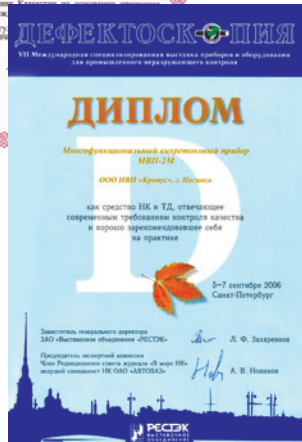 ДЕФЕКТОСКОПИЯ
VII Международная специализированная выставка приборов и оборудования
для промышленного неразрушающего контроля
ДИПЛОМ
Многофункциональный вихретоковый прибор
МВП-2М
ООО НВП «Кропус», г. Ногинск
как средство НК и ТД, отвечающее
современным требованиям контроля качества
и хорошо зарекомендовавшее себя
на практике
5–7 сентября 2006
Санкт-Петербург
Заместитель генерального директора
ЗАО «Выставочное объединение «РЕСТЭК»
Л. Ф. Захаренков
Председатель экспертной комиссии
Член Редакционного совета журнала «В мире НК»
ведущий специалист НК ОАО «АВТОВАЗ»
А. В. Новиков
РЕСТЭК
ВЫСТАВОЧНОЕ
ОБЪЕДИНЕНИЕ